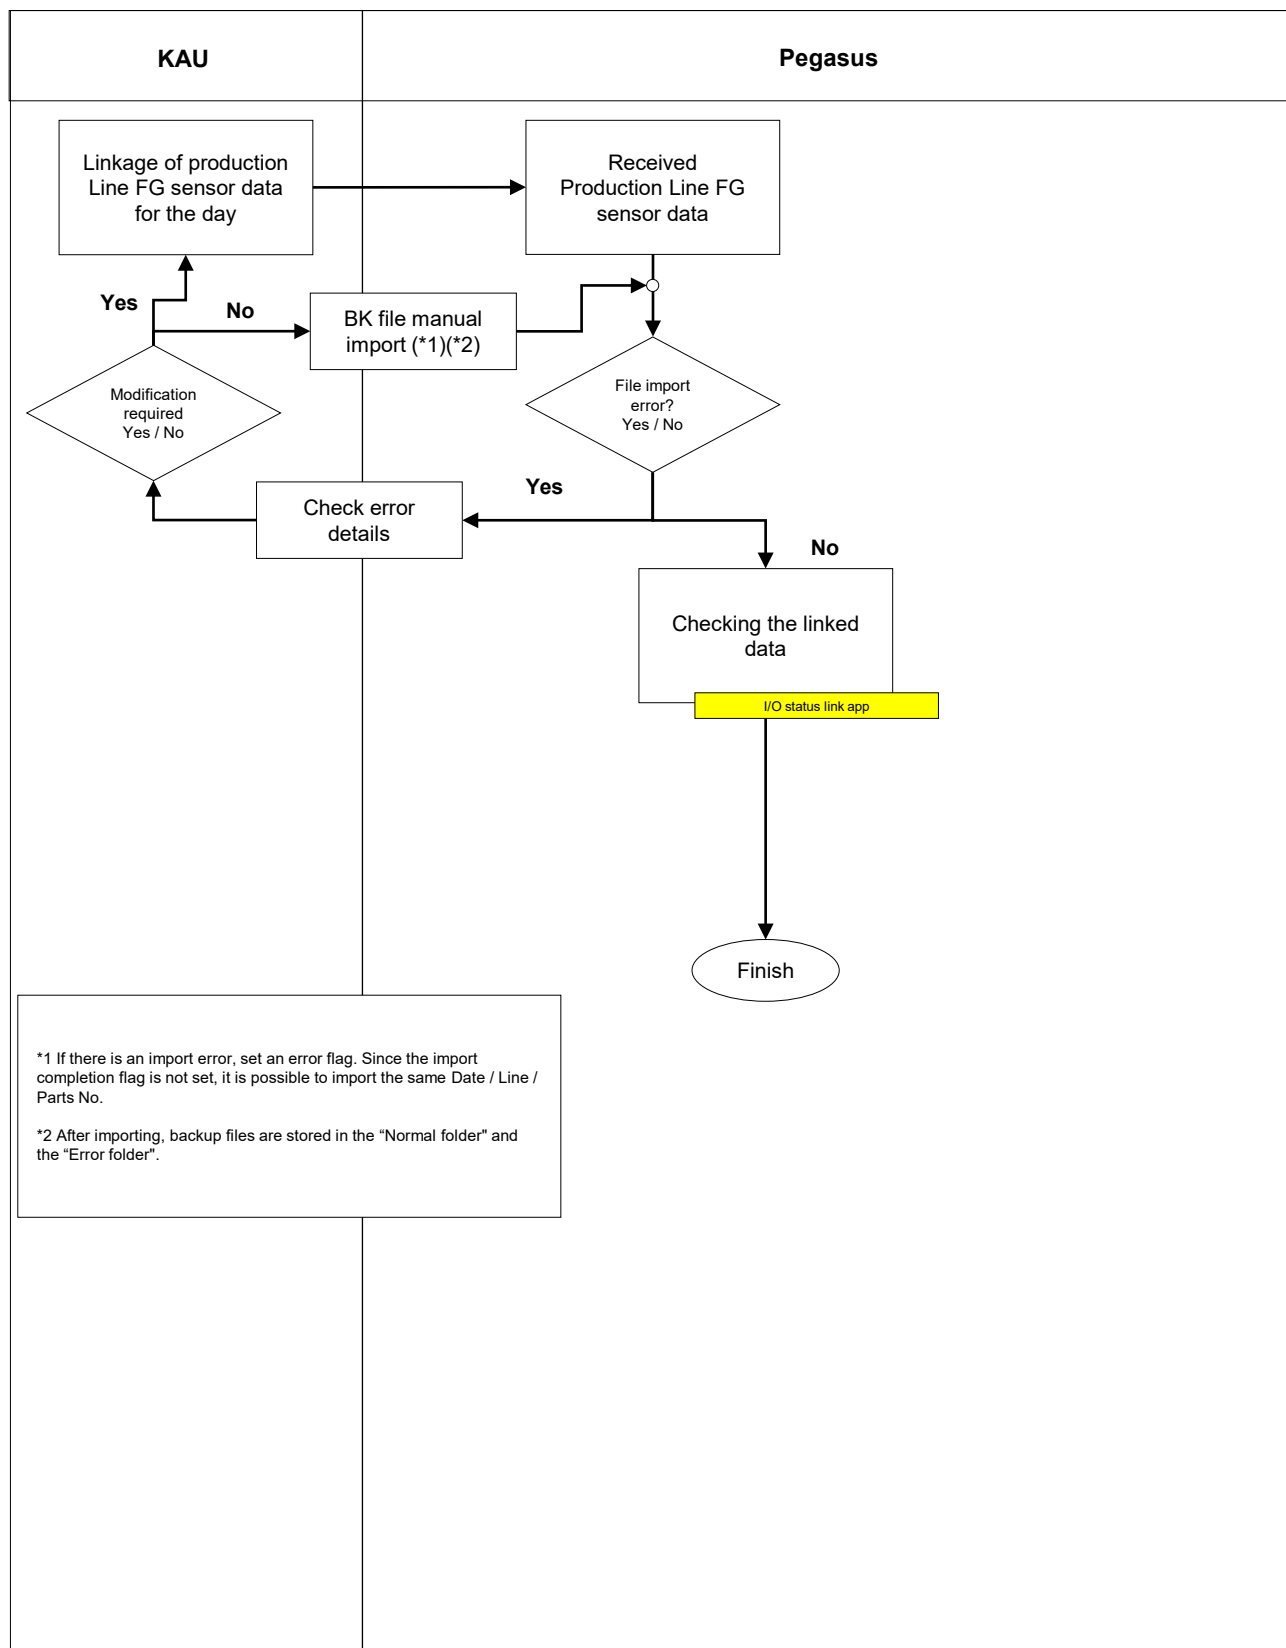 KAU
Pegasus
Linkage of production
Line FG sensor data
for the day
Received
Production Line FG
sensor data
Yes
No
BK file manual
import (*1)(*2)
Modification
required
Yes / No
File import
error?
Yes / No
Yes
Check error
details
No
Checking the linked
data
I/O status link app
Finish
*1 If there is an import error, set an error flag. Since the import
completion flag is not set, it is possible to import the same Date / Line /
Parts No.
*2 After importing, backup files are stored in the “Normal folder" and
the “Error folder".